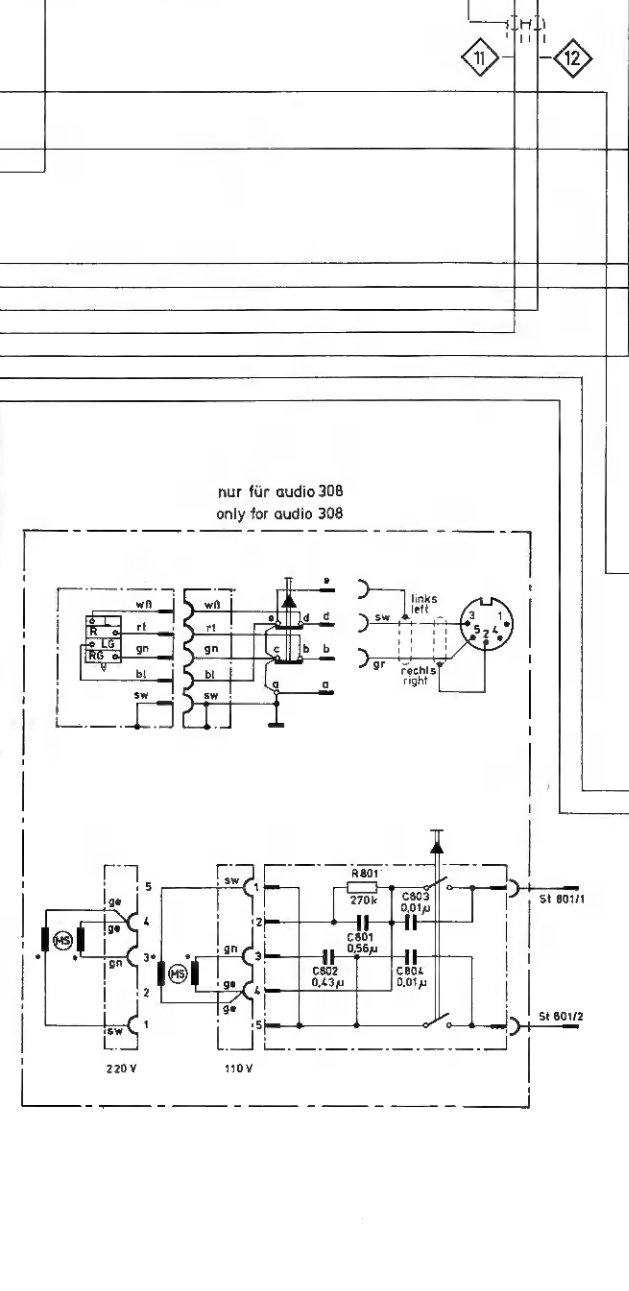 11 12
nur für audio 308
only for audio 308
e
wß wß e d d
links
left
L
R rt rt sw 3 1
5 2 4
LG gn gn c b b
RG gr
bl bl a a
rechts
right
sw sw
R801
270k
C803
0,01µ
C801
0,56µ
C802
0,43µ
C804
0,01µ
St 801/1
St 801/2
ge 5
ge 4
MS
gn 3
2
sw 1
220 V
sw 1
2
gn 3
MS
ge 4
ge
5
110 V